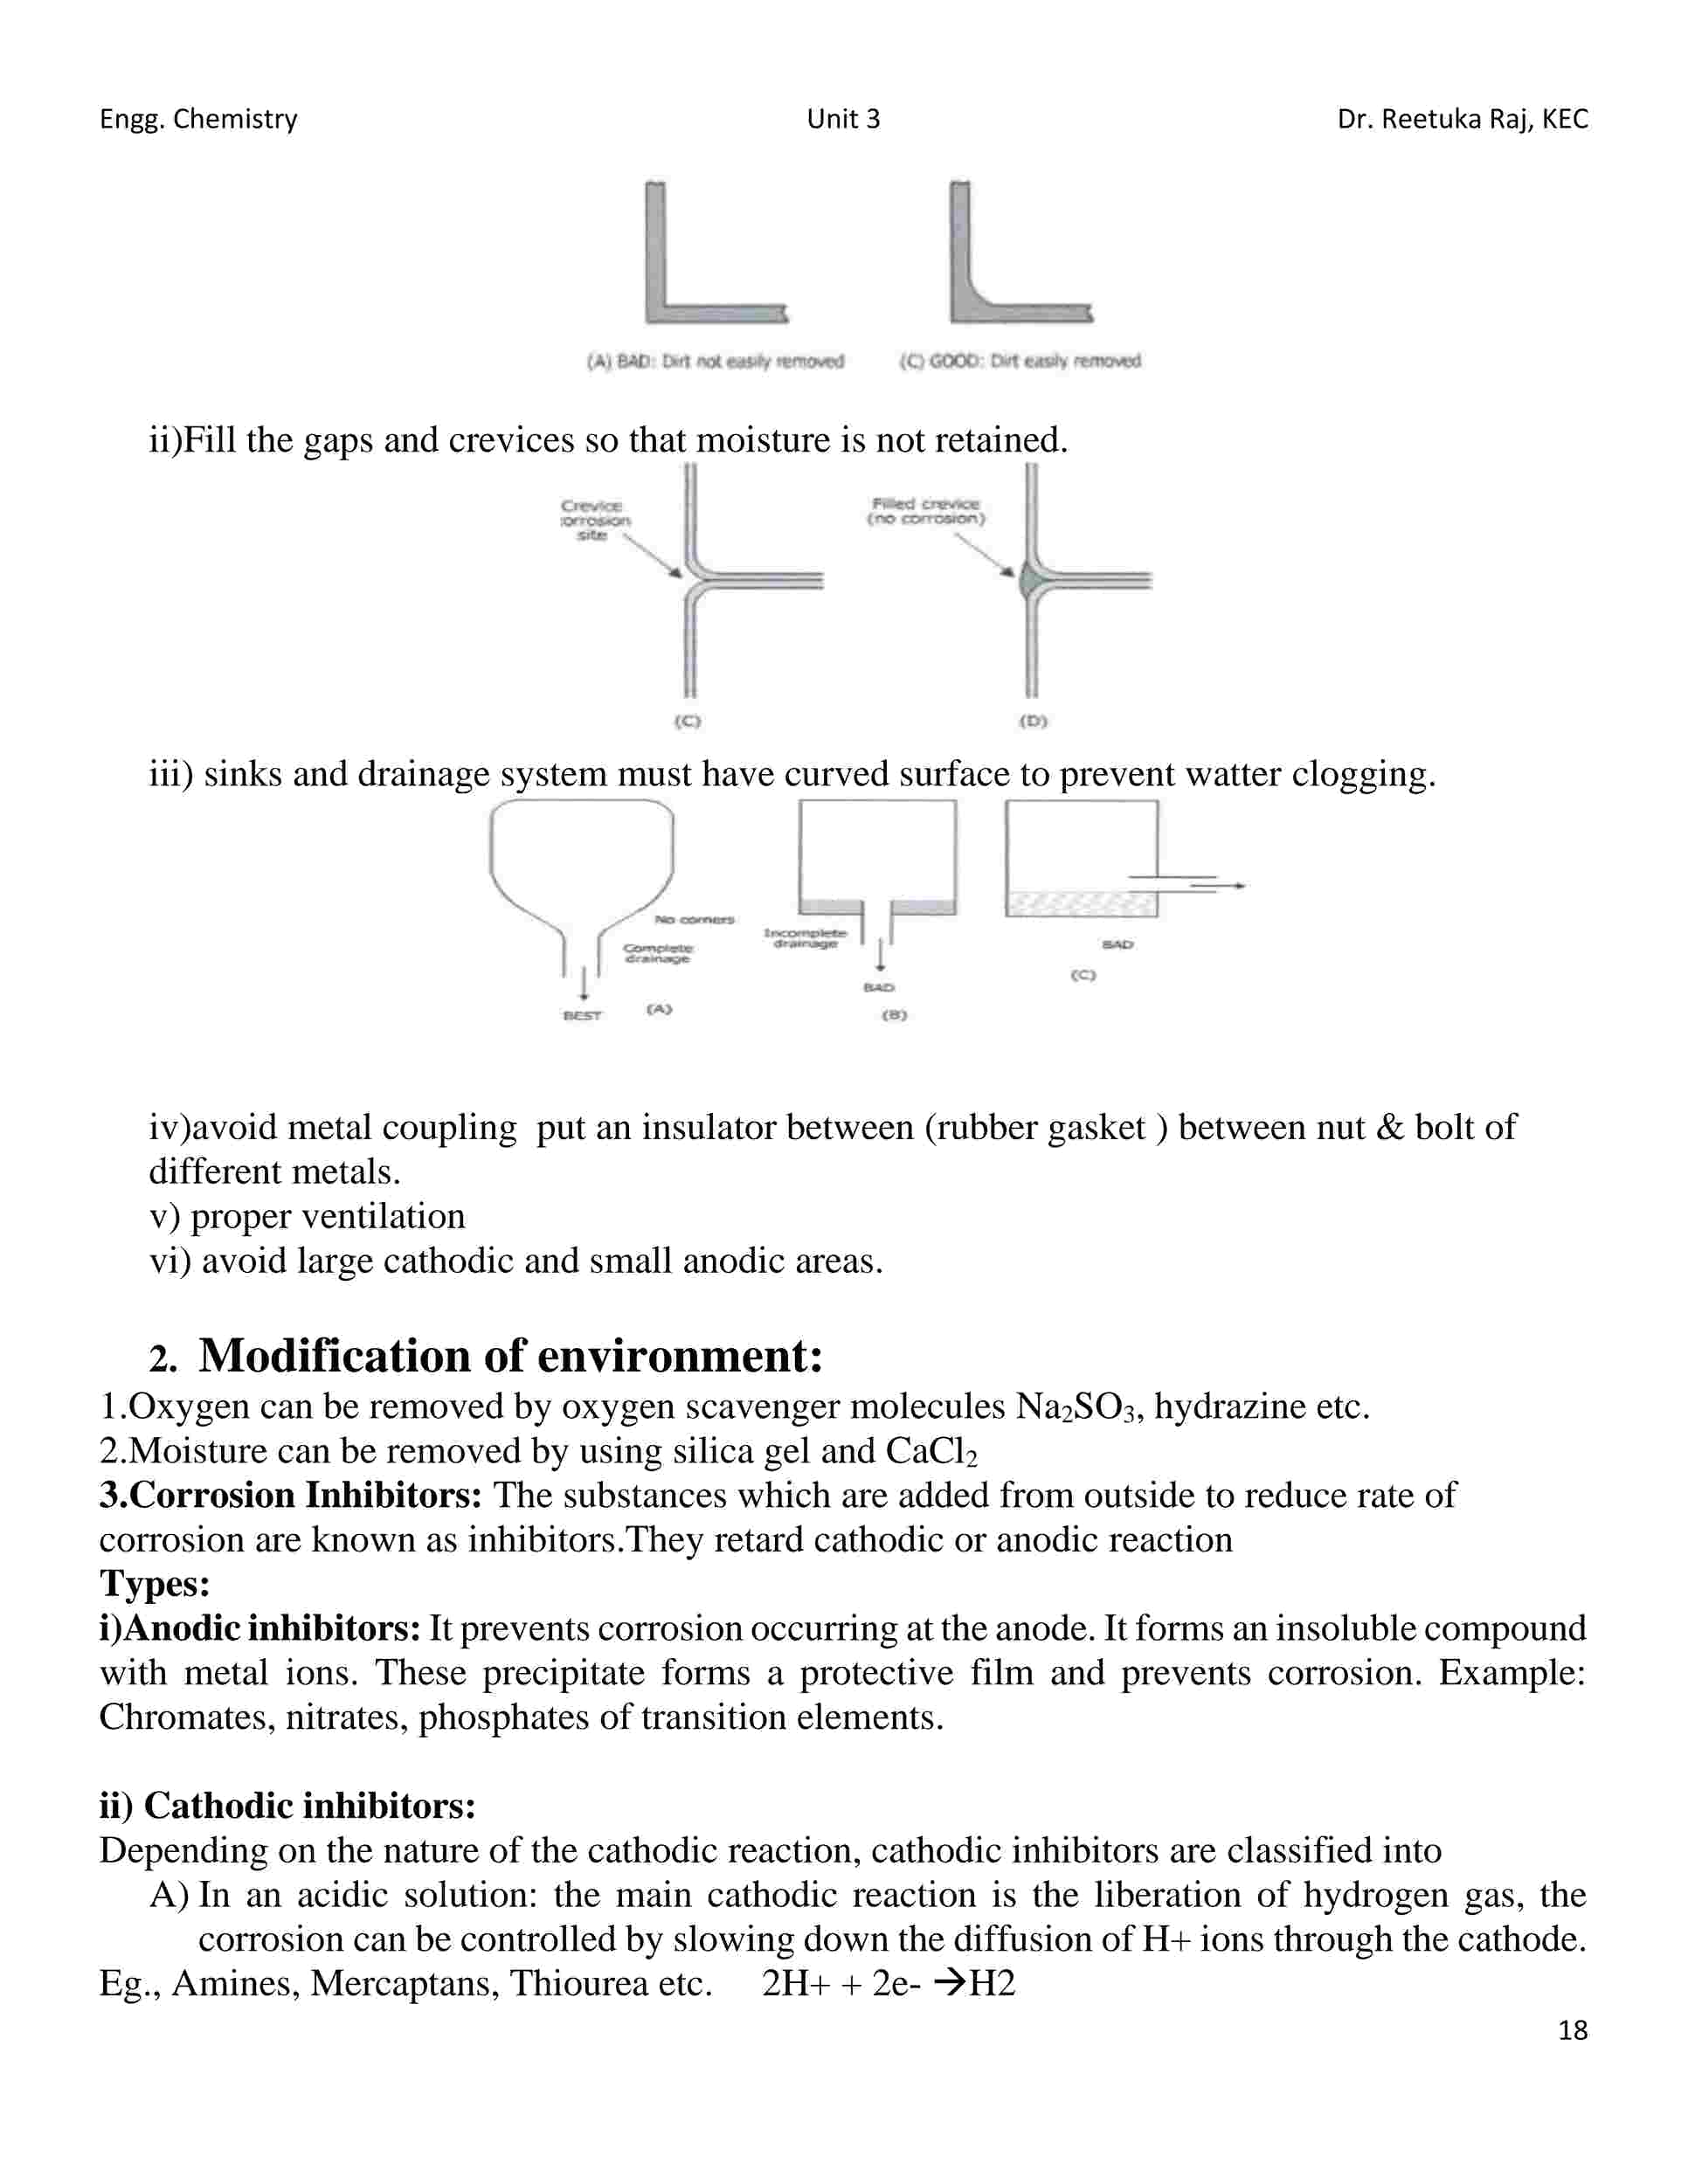 Engg. Chemistry Unit 3 Dr. Reetuka Raj, KEC
(A) BAD: Dirt not easily removed (C) GOOD: Dirt easily removed
ii)Fill the gaps and crevices so that moisture is not retained.
Crevice
corrosion
site
Filled crevice
(no corrosion)
(C) (D)
iii) sinks and drainage system must have curved surface to prevent watter clogging.
No corners
Complete
drainage
BEST (A)
Incomplete
drainage
BAD
(B)
BAD
(C)
iv)avoid metal coupling put an insulator between (rubber gasket ) between nut & bolt of
different metals.
v) proper ventilation
vi) avoid large cathodic and small anodic areas.
2. Modification of environment:
1.Oxygen can be removed by oxygen scavenger molecules Na₂SO₃, hydrazine etc.
2.Moisture can be removed by using silica gel and CaCl₂
3.Corrosion Inhibitors: The substances which are added from outside to reduce rate of
corrosion are known as inhibitors.They retard cathodic or anodic reaction
Types:
i)Anodic inhibitors: It prevents corrosion occurring at the anode. It forms an insoluble compound
with metal ions. These precipitate forms a protective film and prevents corrosion. Example:
Chromates, nitrates, phosphates of transition elements.
ii) Cathodic inhibitors:
Depending on the nature of the cathodic reaction, cathodic inhibitors are classified into
A) In an acidic solution: the main cathodic reaction is the liberation of hydrogen gas, the
corrosion can be controlled by slowing down the diffusion of H+ ions through the cathode.
Eg., Amines, Mercaptans, Thiourea etc. 2H+ + 2e- →H2
18